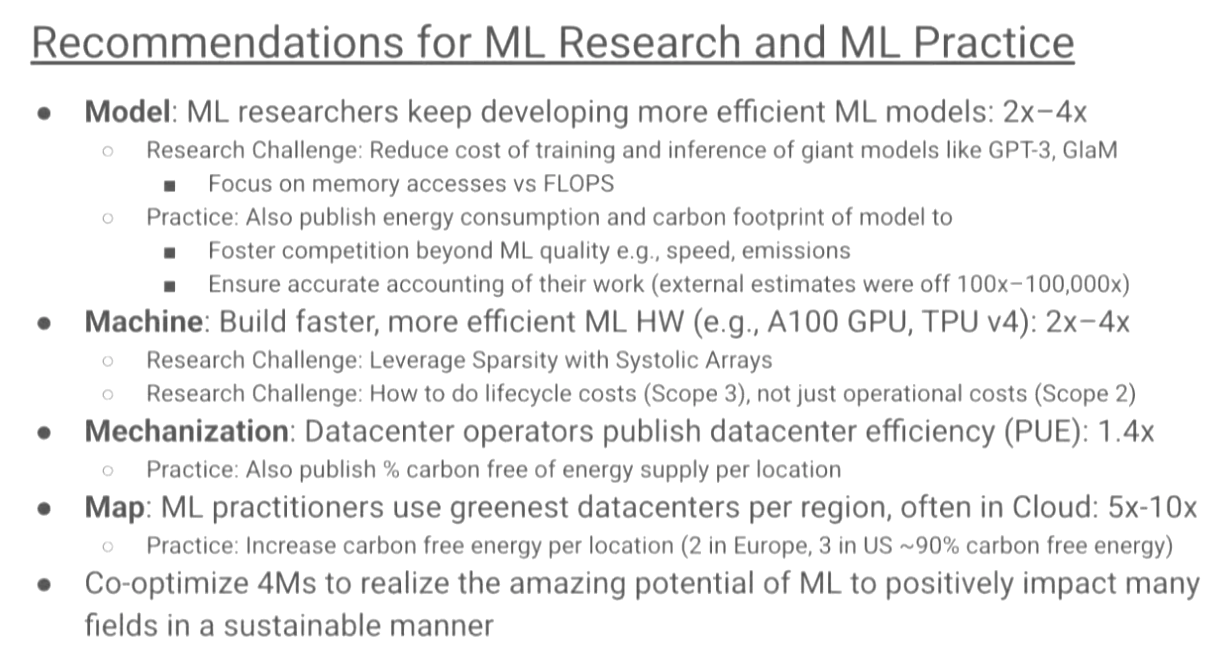 Recommendations for ML Research and ML Practice
● Model: ML researchers keep developing more efficient ML models: 2x–4x
○ Research Challenge: Reduce cost of training and inference of giant models like GPT-3, GlaM
■ Focus on memory accesses vs FLOPS
○ Practice: Also publish energy consumption and carbon footprint of model to
■ Foster competition beyond ML quality e.g., speed, emissions
■ Ensure accurate accounting of their work (external estimates were off 100x–100,000x)
● Machine: Build faster, more efficient ML HW (e.g., A100 GPU, TPU v4): 2x–4x
○ Research Challenge: Leverage Sparsity with Systolic Arrays
○ Research Challenge: How to do lifecycle costs (Scope 3), not just operational costs (Scope 2)
● Mechanization: Datacenter operators publish datacenter efficiency (PUE): 1.4x
○ Practice: Also publish % carbon free of energy supply per location
● Map: ML practitioners use greenest datacenters per region, often in Cloud: 5x-10x
○ Practice: Increase carbon free energy per location (2 in Europe, 3 in US ~90% carbon free energy)
● Co-optimize 4Ms to realize the amazing potential of ML to positively impact many
fields in a sustainable manner